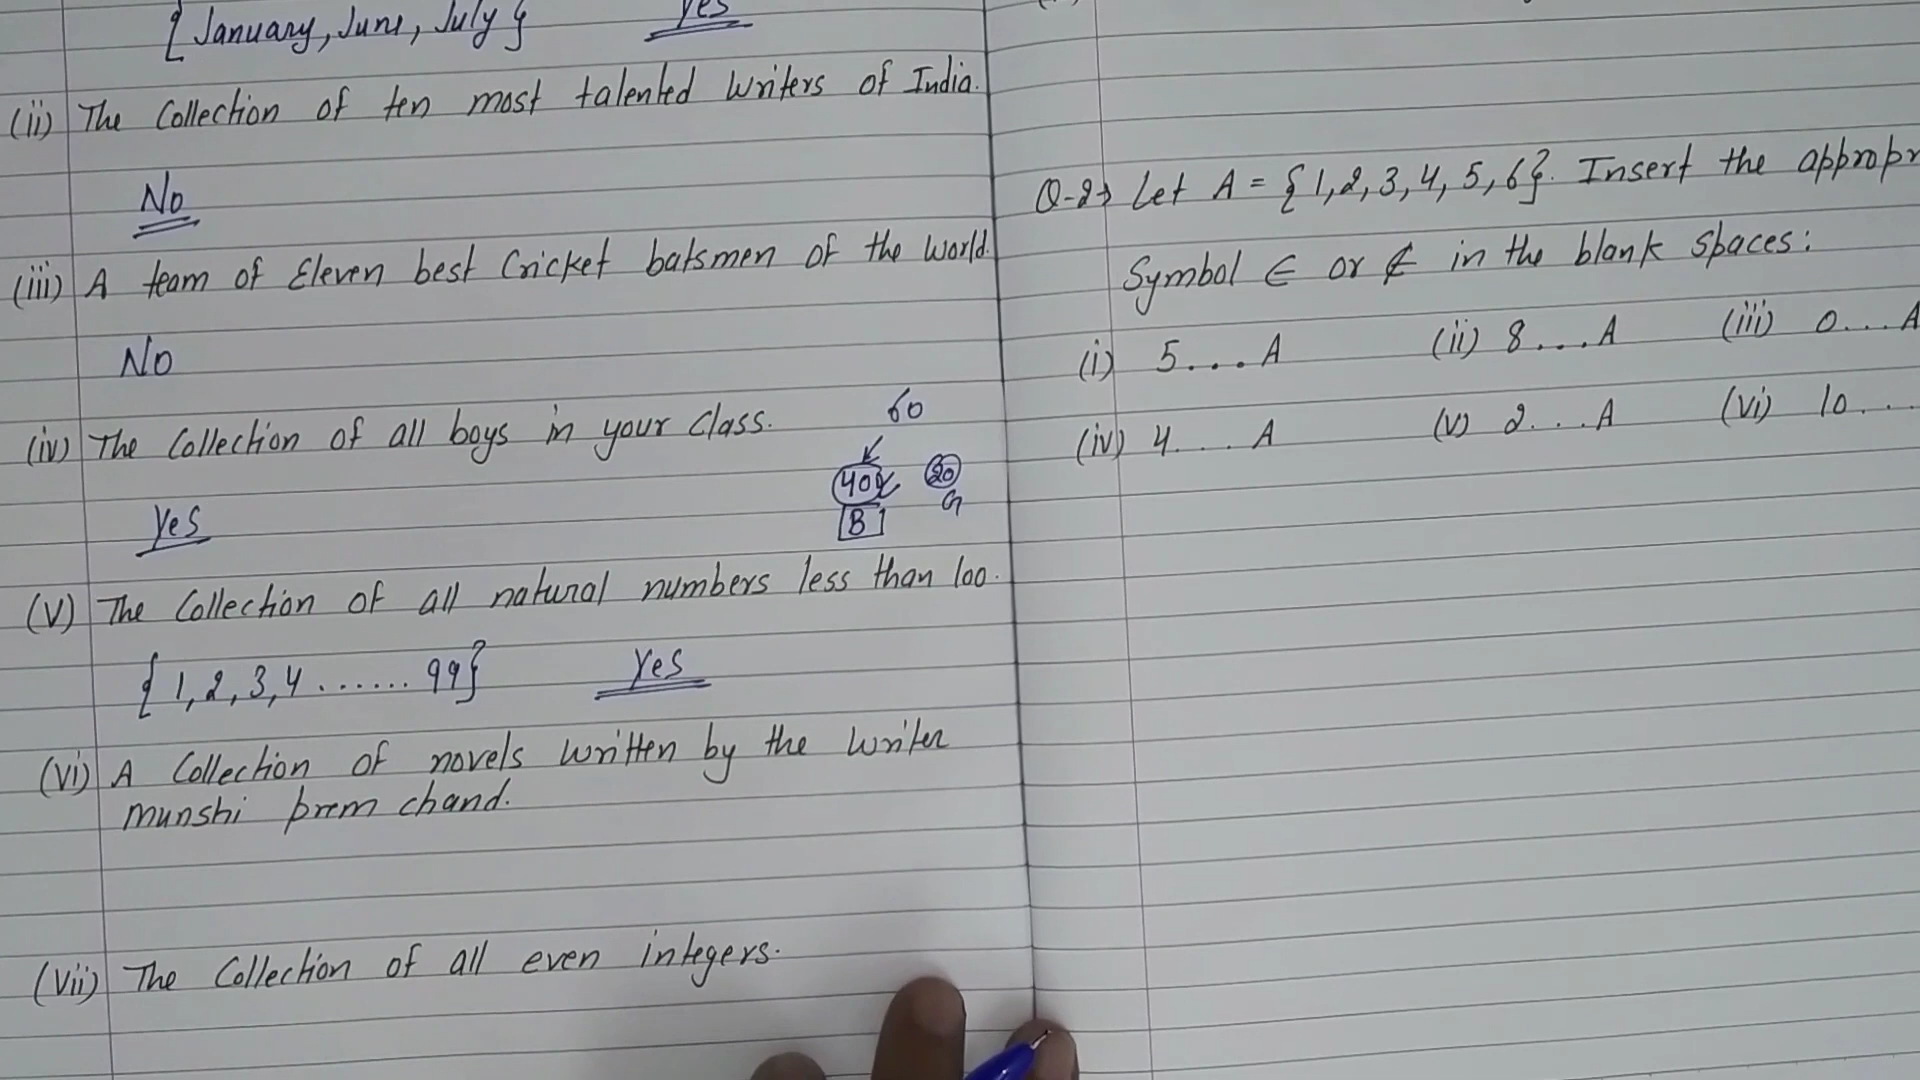 {January, June, July} Yes
(ii) The Collection of ten most talented writers of India.
No
(iii) A team of Eleven best Cricket batsmen of the world.
No
(iv) The Collection of all boys in your class.
60
40 20
B G
Yes
(v) The Collection of all natural numbers less than 100.
{1,2,3,4 ...... 99} Yes
(vi) A Collection of novels written by the writer
munshi prem chand.
(vii) The Collection of all even integers.
Q-2→ Let A = {1,2,3,4,5,6}. Insert the appropr
Symbol ∈ or ∉ in the blank spaces:
(i) 5 ... A (ii) 8 ... A (iii) 0 ... A
(iv) 4 .... A (v) 2 ... A (vi) 10 ...